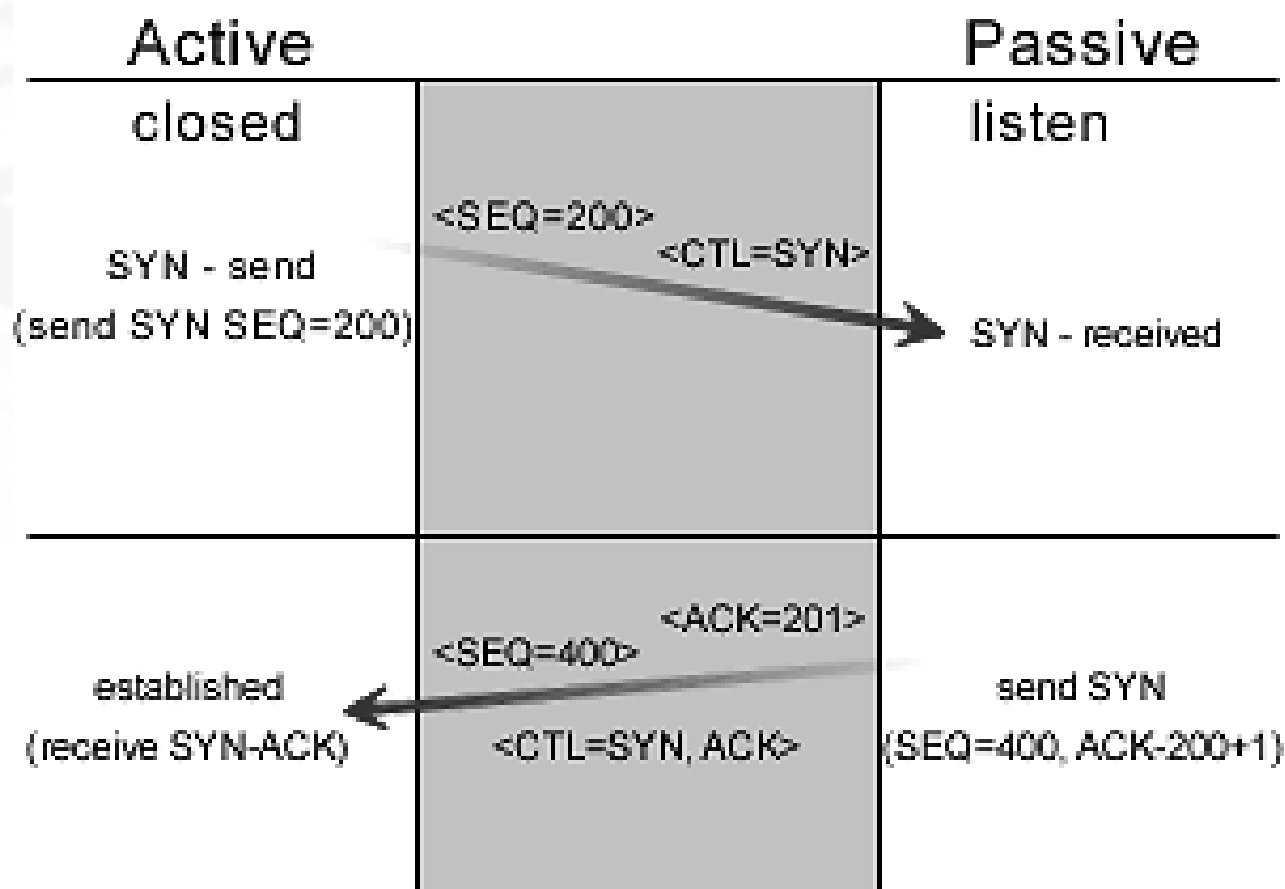 Active Passive
closed listen
<SEQ=200>
<CTL=SYN>
SYN - send
(send SYN SEQ=200)
SYN - received
<ACK=201>
<SEQ=400>
established
send SYN
(receive SYN-ACK)
<CTL=SYN, ACK>
(SEQ=400, ACK-200+1)